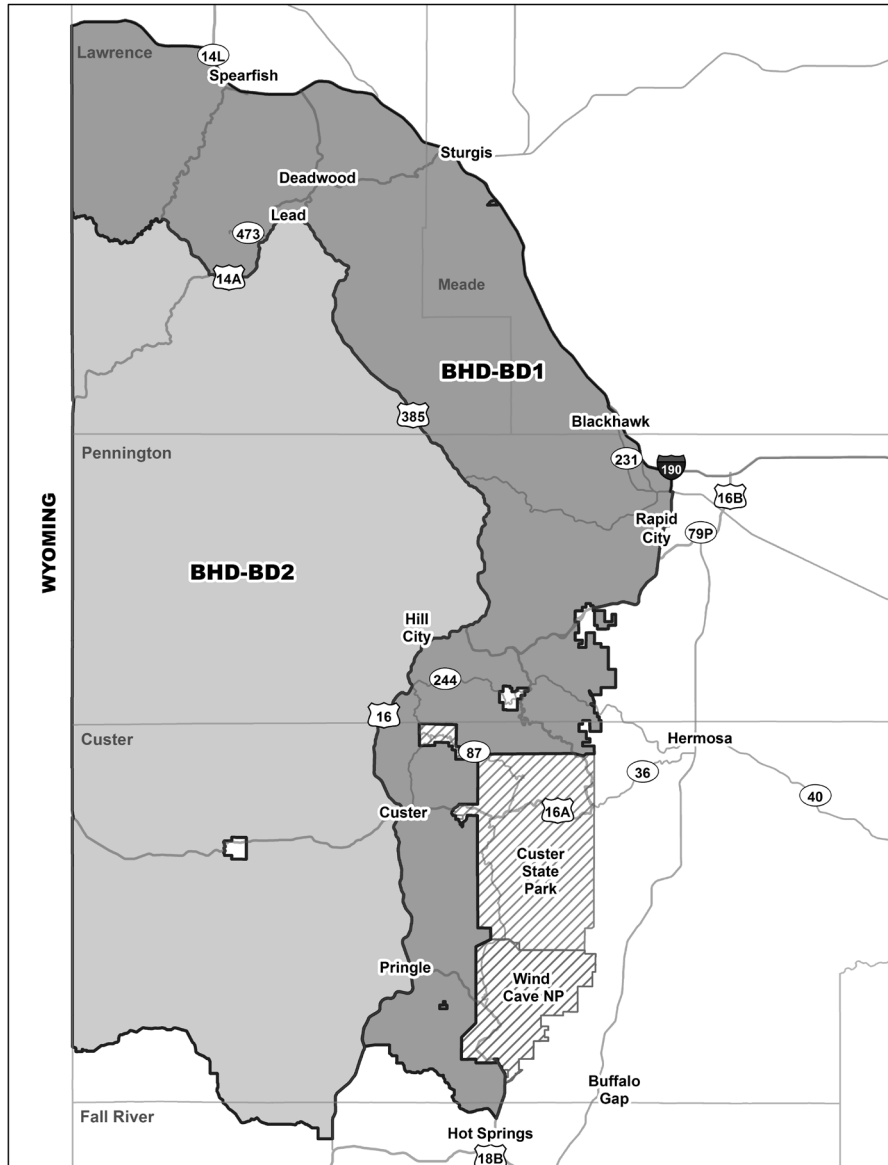 Lawrence
14L
Spearfish
Sturgis
Deadwood
Lead
473
14A
Meade
BHD-BD1
385
Blackhawk
Pennington
231
190
16B
Rapid
City
79P
WYOMING
BHD-BD2
Hill
City
244
16
Custer
87
Hermosa
36
40
Custer
16A
Custer
State
Park
Pringle
Wind
Cave NP
Buffalo
Gap
Fall River
Hot Springs
18B